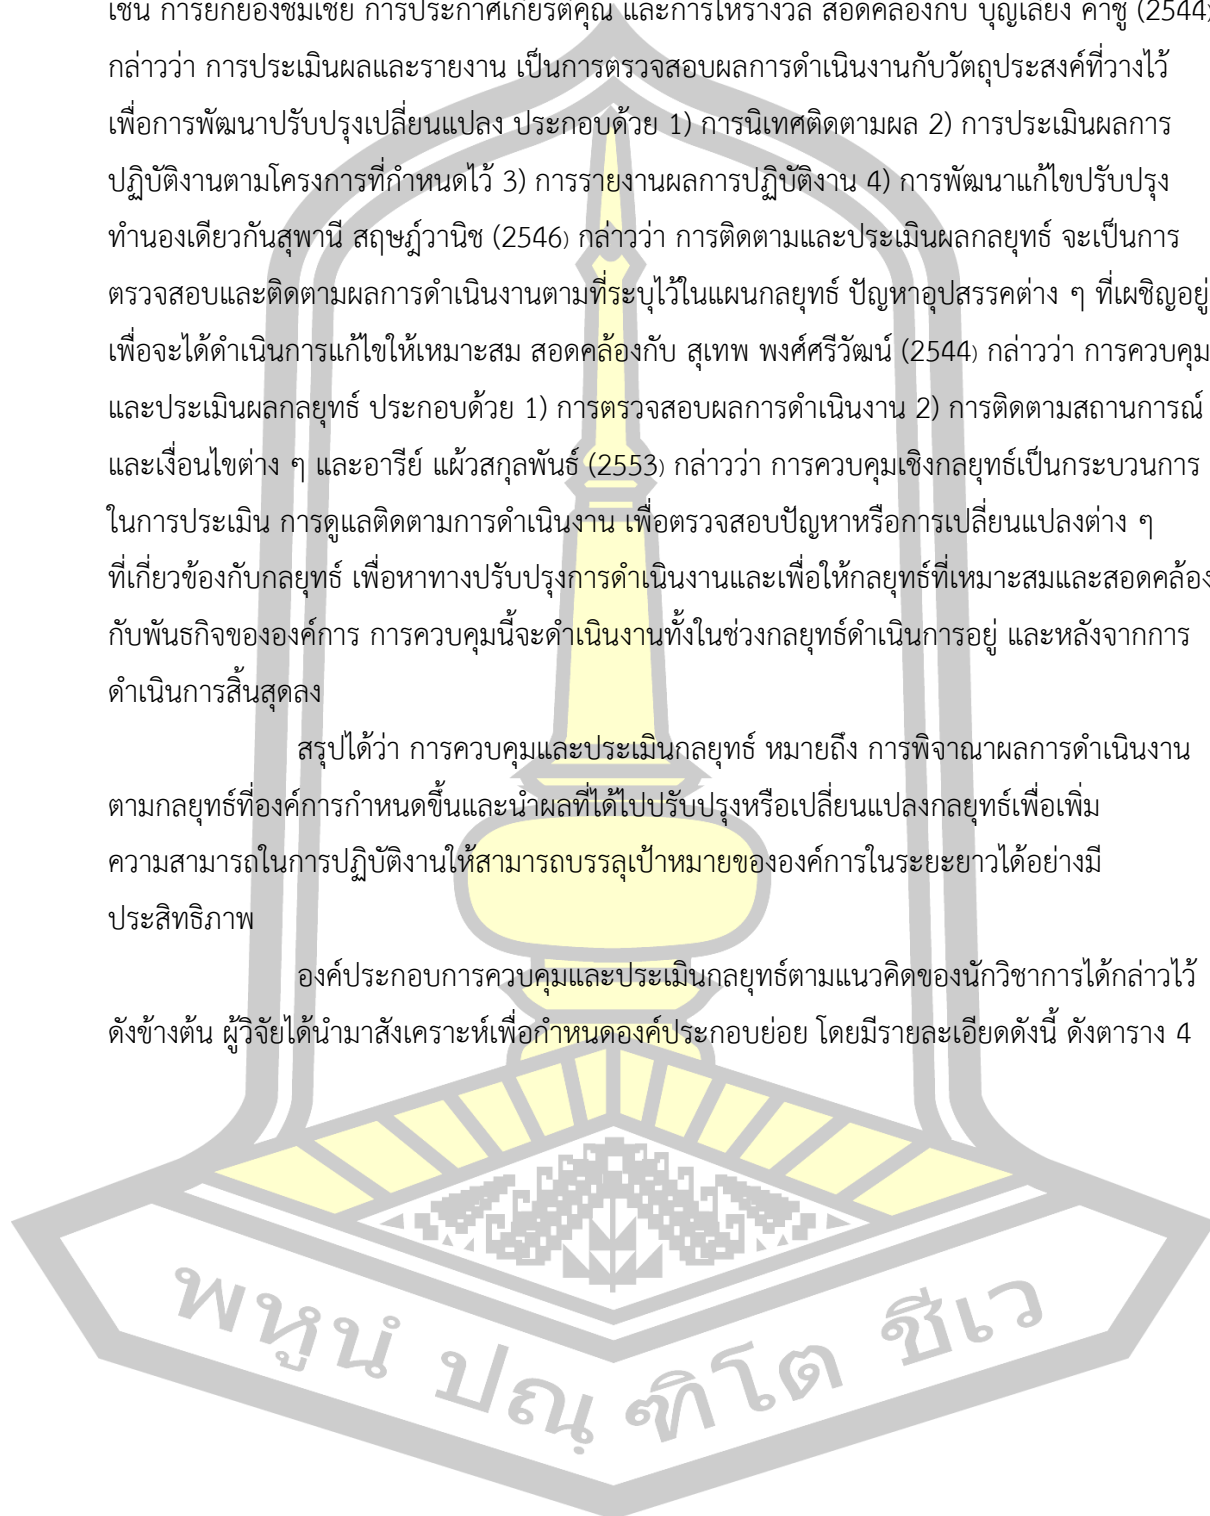 เช่น การยกย่องชมเชย การประกาศเกียรติคุณ และการให้รางวัล สอดคล้องกับ บุญเลี้ยง ค้าชู (2544)
กล่าวว่า การประเมินผลและรายงาน เป็นการตรวจสอบผลการดำเนินงานกับวัตถุประสงค์ที่วางไว้
เพื่อการพัฒนาปรับปรุงเปลี่ยนแปลง ประกอบด้วย 1) การนิเทศติดตามผล 2) การประเมินผลการ
ปฏิบัติงานตามโครงการที่กำหนดไว้ 3) การรายงานผลการปฏิบัติงาน 4) การพัฒนาแก้ไขปรับปรุง
ทำนองเดียวกันสุพานี สฤษฎ์วานิช (2546) กล่าวว่า การติดตามและประเมินผลกลยุทธ์ จะเป็นการ
ตรวจสอบและติดตามผลการดำเนินงานตามที่ระบุไว้ในแผนกลยุทธ์ ปัญหาอุปสรรคต่าง ๆ ที่เผชิญอยู่
เพื่อจะได้ดำเนินการแก้ไขให้เหมาะสม สอดคล้องกับ สุเทพ พงศ์ศรีวัฒน์ (2544) กล่าวว่า การควบคุม
และประเมินผลกลยุทธ์ ประกอบด้วย 1) การตรวจสอบผลการดำเนินงาน 2) การติดตามสถานการณ์
และเงื่อนไขต่าง ๆ และอารีย์ แผ้วสกุลพันธ์ (2553) กล่าวว่า การควบคุมเชิงกลยุทธ์เป็นกระบวนการ
ในการประเมิน การดูแลติดตามการดำเนินงาน เพื่อตรวจสอบปัญหาหรือการเปลี่ยนแปลงต่าง ๆ
ที่เกี่ยวข้องกับกลยุทธ์ เพื่อหาทางปรับปรุงการดำเนินงานและเพื่อให้กลยุทธ์ที่เหมาะสมและสอดคล้อง
กับพันธกิจขององค์การ การควบคุมนี้จะดำเนินงานทั้งในช่วงกลยุทธ์ดำเนินการอยู่ และหลังจากการ
ดำเนินการสิ้นสุดลง
สรุปได้ว่า การควบคุมและประเมินกลยุทธ์ หมายถึง การพิจาณาผลการดำเนินงาน
ตามกลยุทธ์ที่องค์การกำหนดขึ้นและนำผลที่ได้ไปปรับปรุงหรือเปลี่ยนแปลงกลยุทธ์เพื่อเพิ่ม
ความสามารถในการปฏิบัติงานให้สามารถบรรลุเป้าหมายขององค์การในระยะยาวได้อย่างมี
ประสิทธิภาพ
องค์ประกอบการควบคุมและประเมินกลยุทธ์ตามแนวคิดของนักวิชาการได้กล่าวไว้
ดังข้างต้น ผู้วิจัยได้นำมาสังเคราะห์เพื่อกำหนดองค์ประกอบย่อย โดยมีรายละเอียดดังนี้ ดังตาราง 4
พหูนํ ปณฺ ฑิโต ชีเว